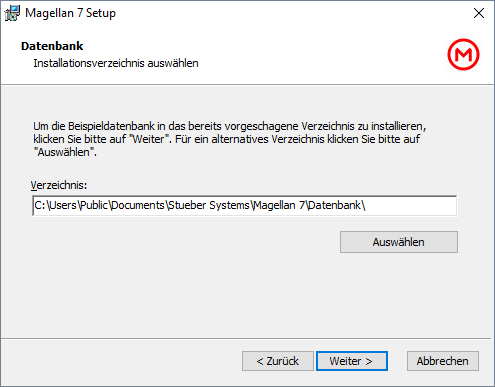 Magellan 7 Setup
Datenbank
Installationsverzeichnis auswählen
M
Um die Beispieldatenbank in das bereits vorgeschagene Verzeichnis zu installieren,
klicken Sie bitte auf "Weiter". Für ein alternatives Verzeichnis klicken Sie bitte auf
"Auswählen".
Verzeichnis:
C:\Users\Public\Documents\Stueber Systems\Magellan 7\Datenbank\
Auswählen
< Zurück
Weiter >
Abbrechen